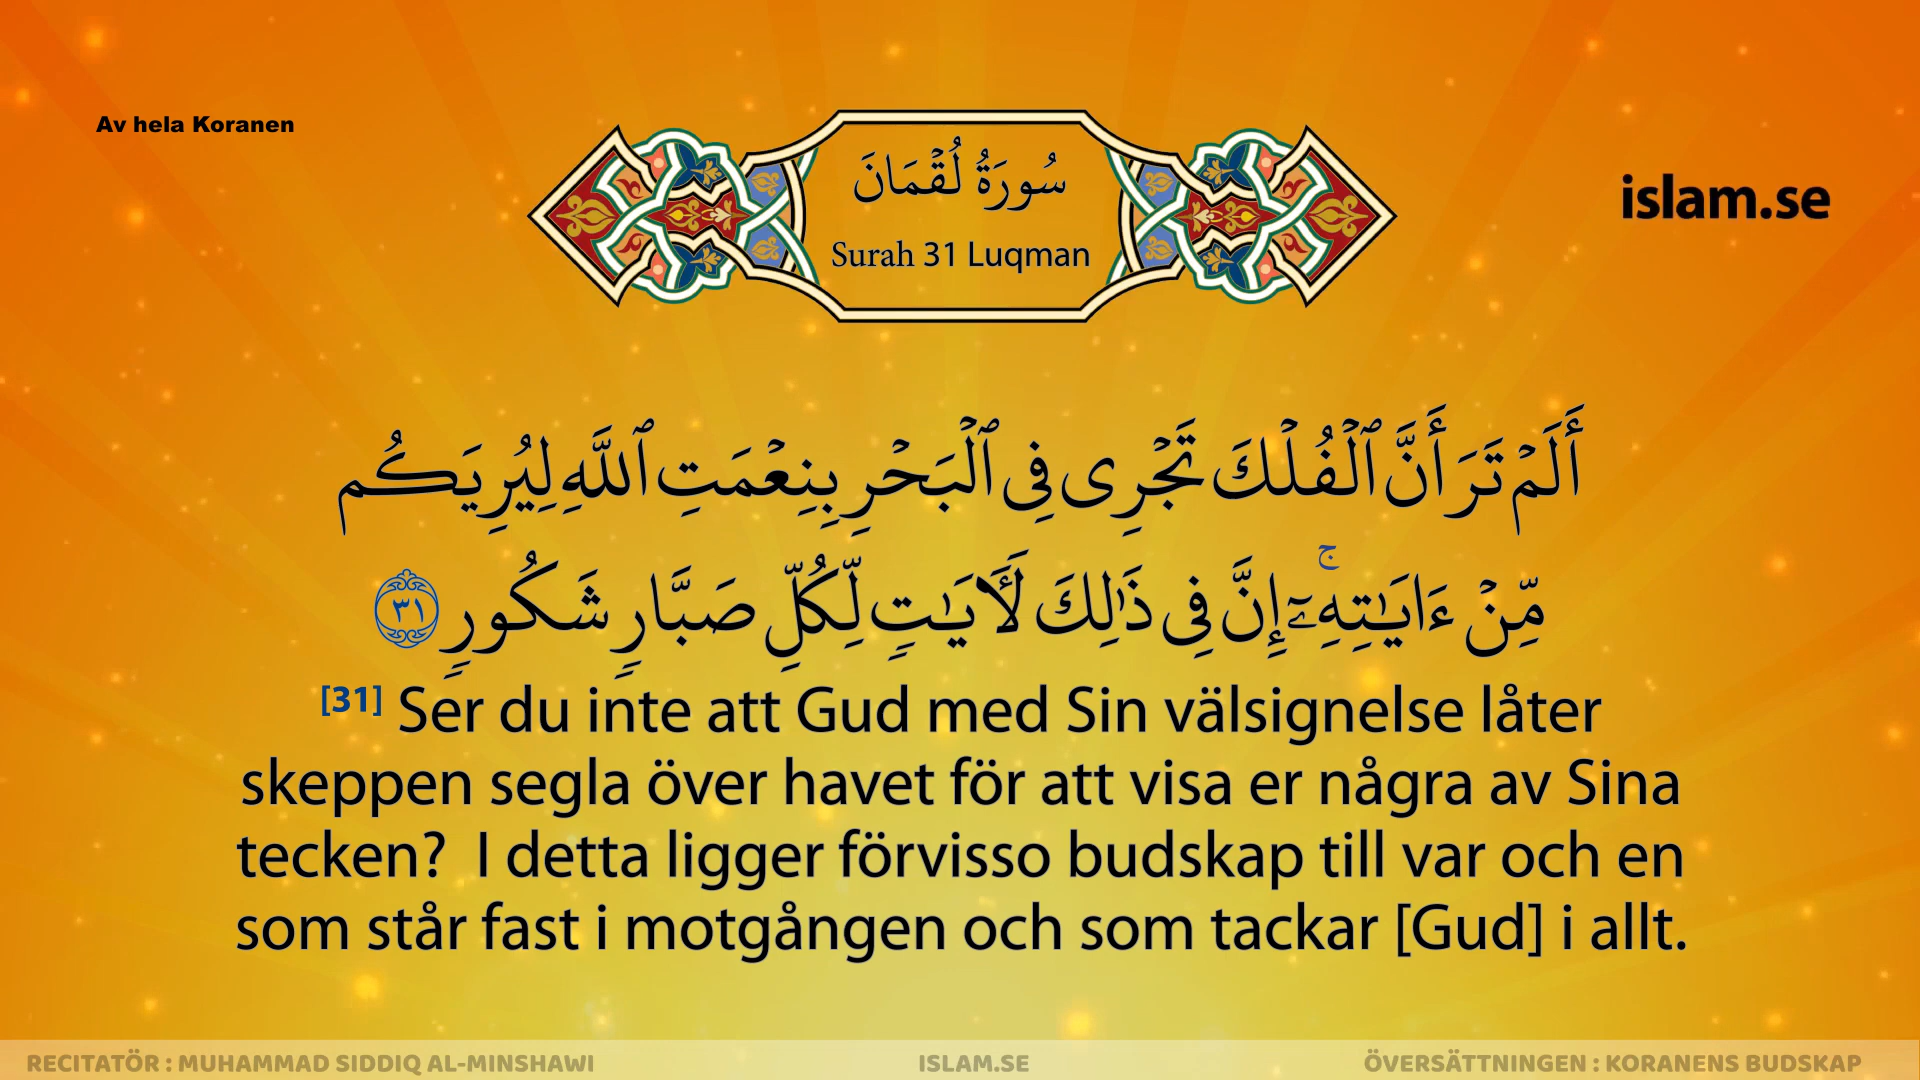 Av hela Koranen
سُورَةُ لُقْمَانَ
Surah 31 Luqman
islam.se
أَلَمْ تَرَ أَنَّ ٱلْفُلْكَ تَجْرِى فِى ٱلْبَحْرِ بِنِعْمَتِ ٱللَّهِ لِيُرِيَكُم
مِّنْ ءَايَـٰتِهِۦٓ ۚ إِنَّ فِى ذَٰلِكَ لَـَٔايَـٰتٍ لِّكُلِّ صَبَّارٍ شَكُورٍ ٣١
[31] Ser du inte att Gud med Sin välsignelse låter
skeppen segla över havet för att visa er några av Sina
tecken? I detta ligger förvisso budskap till var och en
som står fast i motgången och som tackar [Gud] i allt.
RECITATÖR : MUHAMMAD SIDDIQ AL-MINSHAWI
ISLAM.SE
ÖVERSÄTTNINGEN : KORANENS BUDSKAP